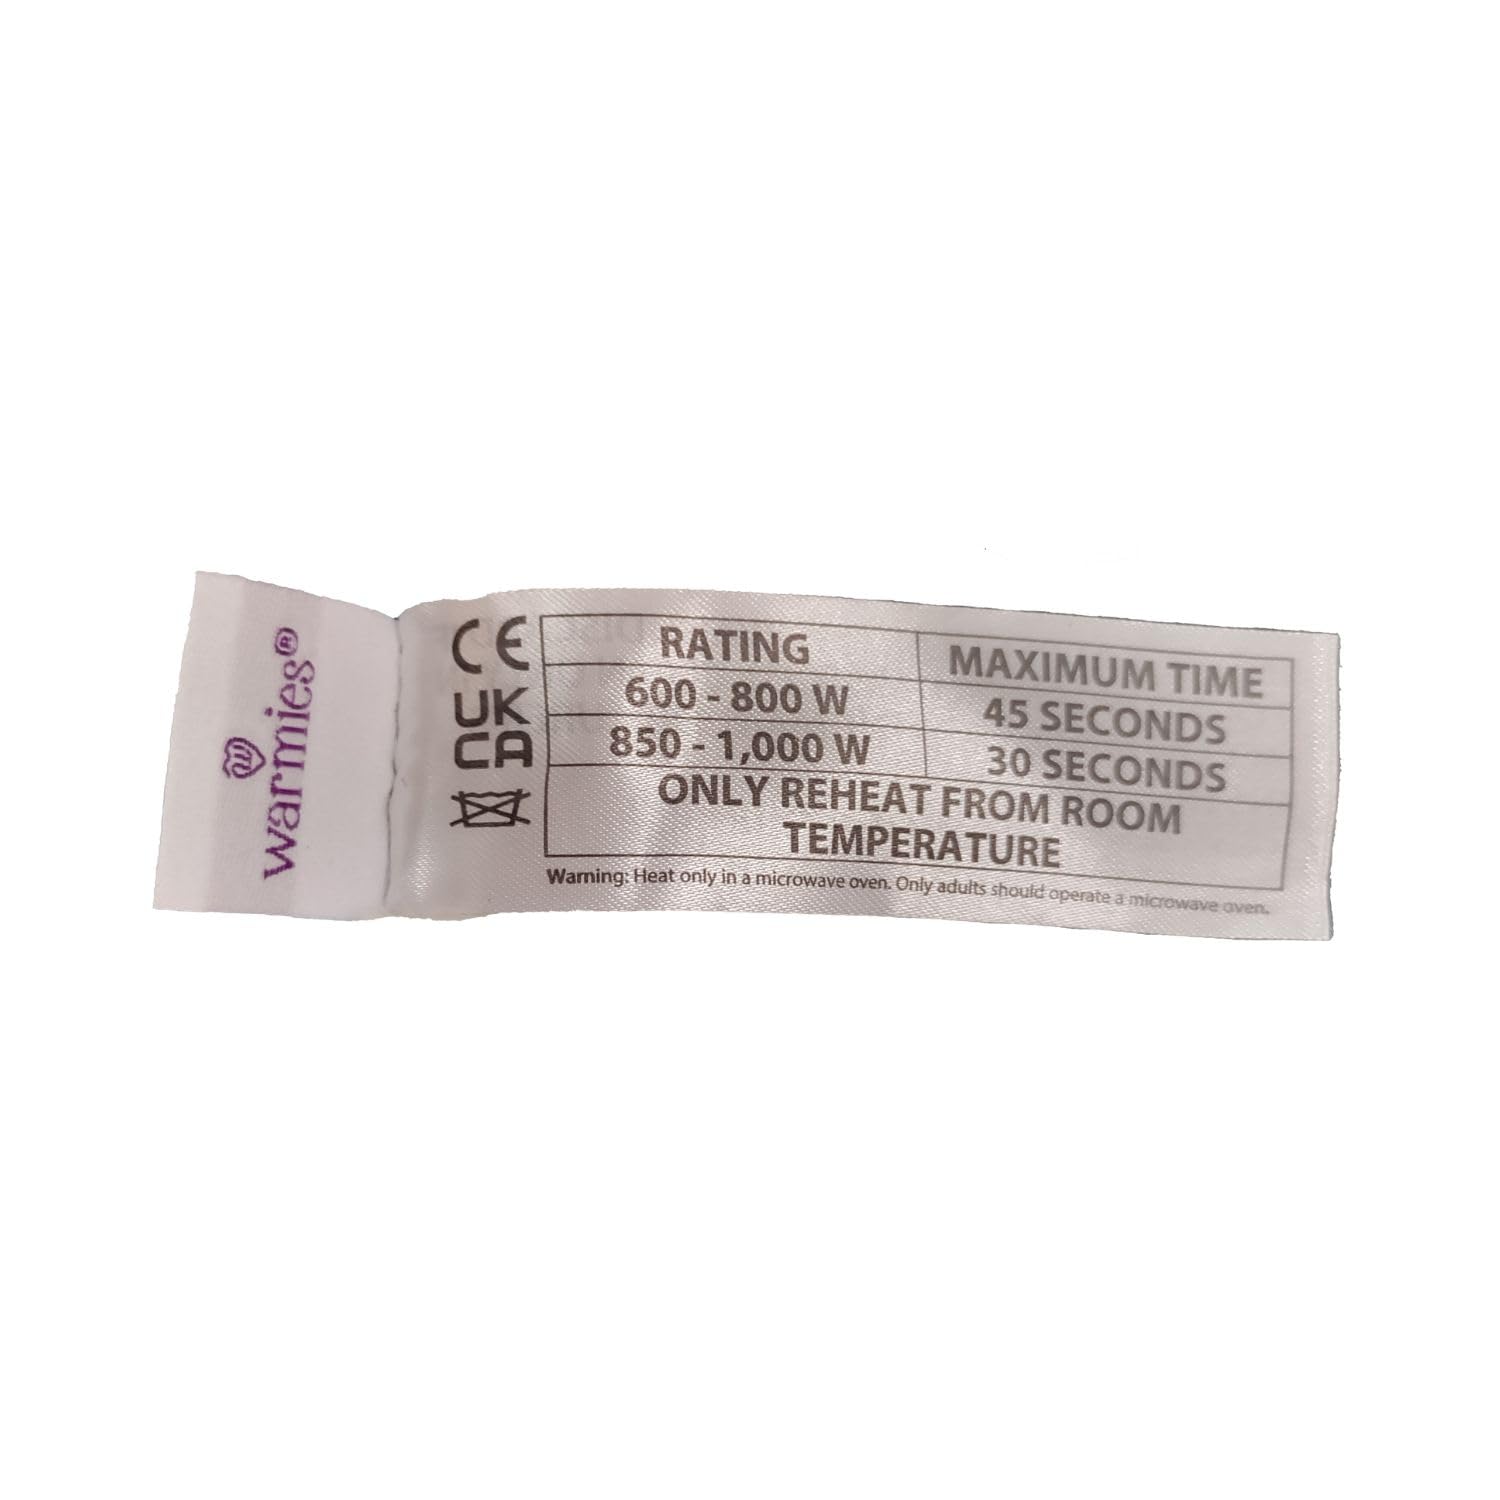 warmies®
CE
UK
CA
RATING MAXIMUM TIME
600 - 800 W 45 SECONDS
850 - 1,000 W 30 SECONDS
ONLY REHEAT FROM ROOM
TEMPERATURE
Warning: Heat only in a microwave oven. Only adults should operate a microwave oven.